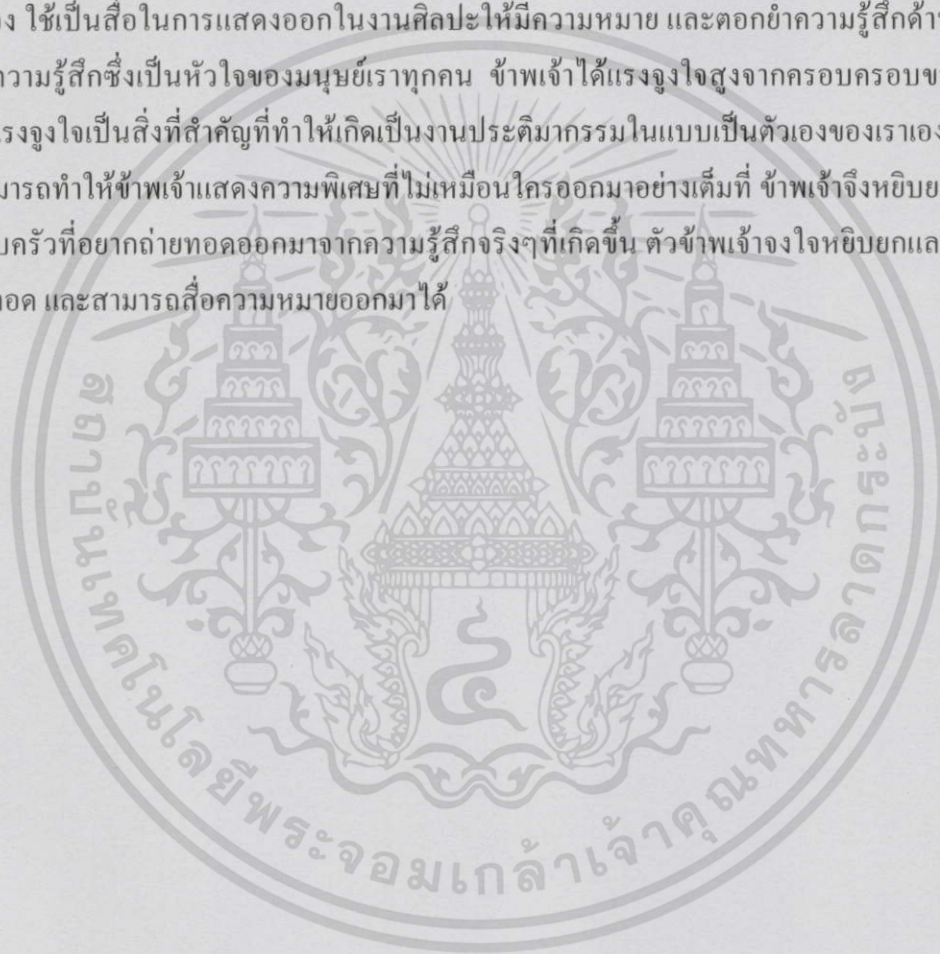 ง ใช้เป็นสื่อในการแสดงออกในงานศิลปะให้มีความหมาย และตอกย้ำความรู้สึกด้า
ความรู้สึกซึ่งเป็นหัวใจของมนุษย์เราทุกคน ข้าพเจ้าได้แรงจูงใจสูงจากครอบครอบข
รงจูงใจเป็นสิ่งที่สำคัญที่ทำให้เกิดเป็นงานประติมากรรมในแบบเป็นตัวเองของเราเอง
มารถทำให้ข้าพเจ้าแสดงความพิเศษที่ไม่เหมือนใครออกมาอย่างเต็มที่ ข้าพเจ้าจึงหยิบย
บครัวที่อยากถ่ายทอดออกมาจากความรู้สึกจริงๆที่เกิดขึ้น ตัวข้าพเจ้าจงใจหยิบยกและ
อด และสามารถสื่อความหมายออกมาได้
สถาบันเทคโนโลยีพระจอมเกล้าเจ้าคุณทหารลาดกระบัง
๔